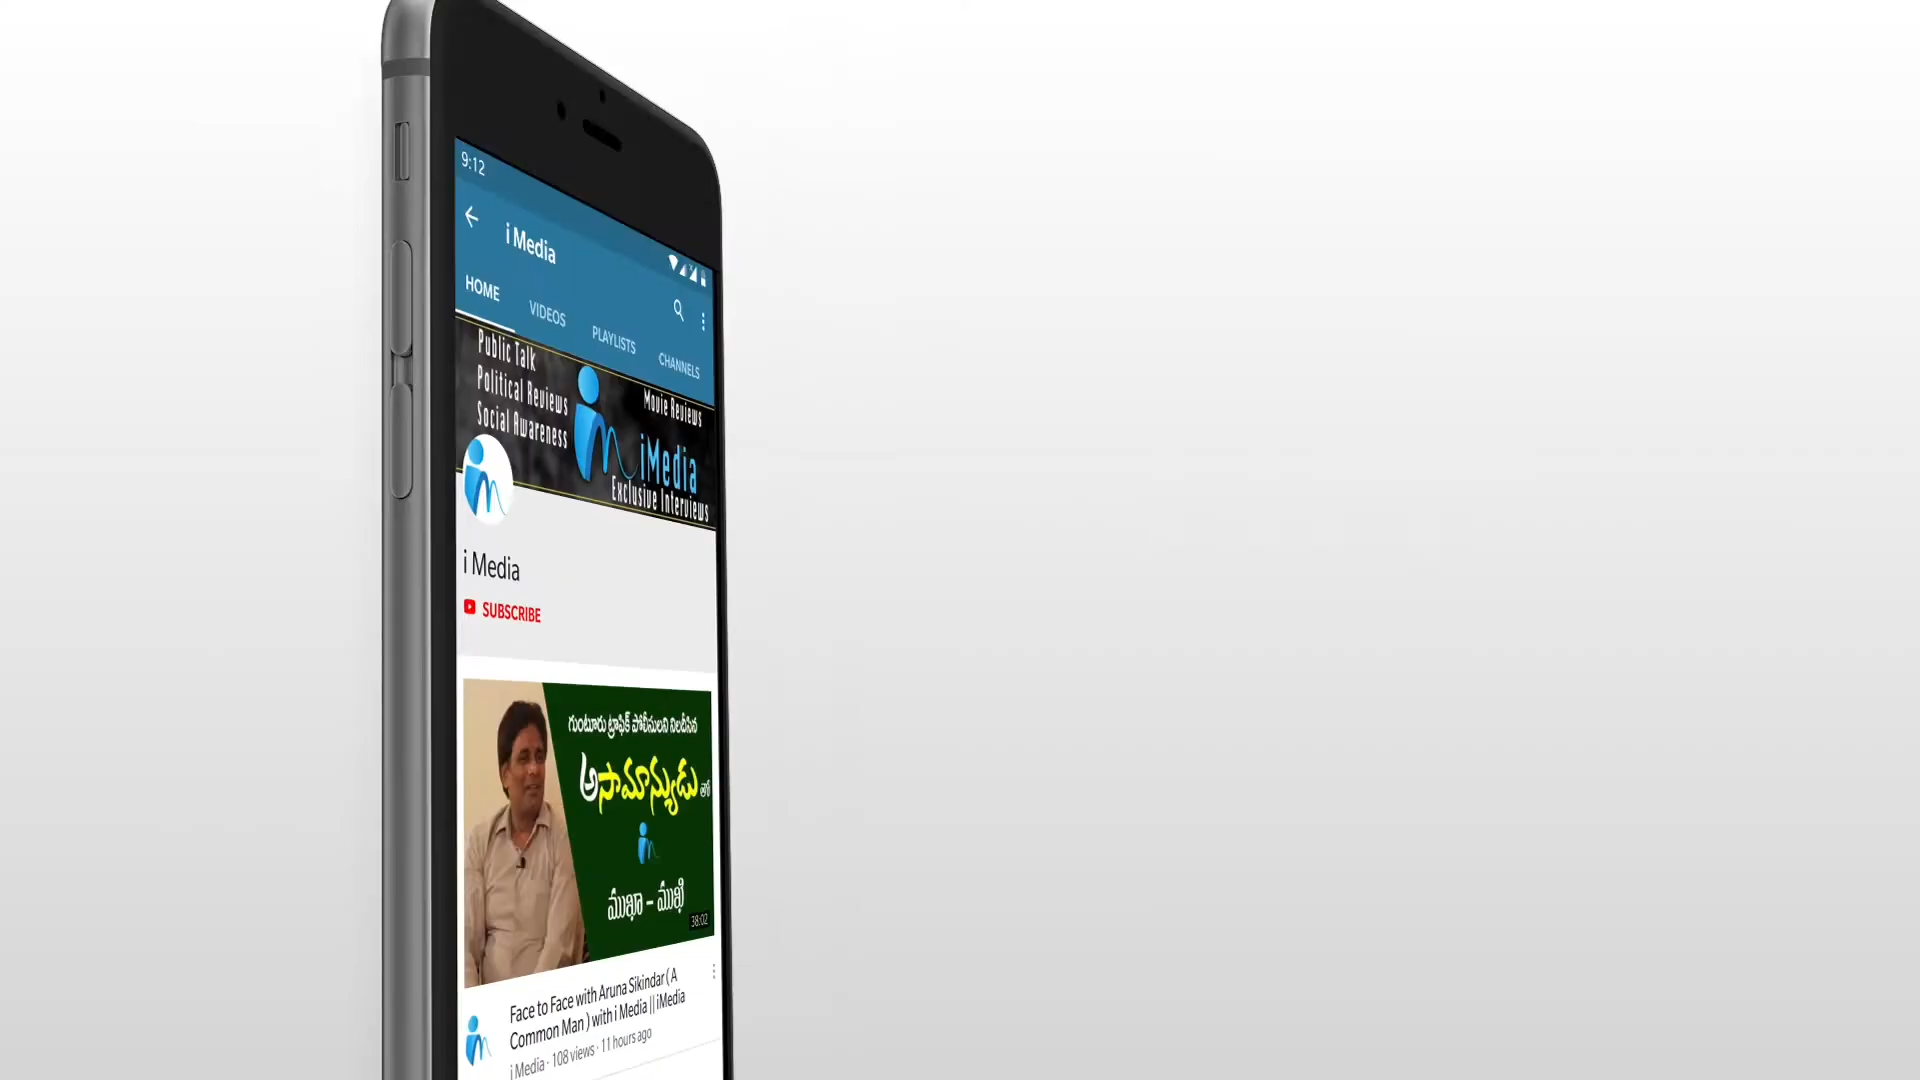 9:12
i Media
HOME
VIDEOS
PLAYLISTS
CHANNELS
Public Talk
Political Reviews
Social Awareness
Movie Reviews
iMedia
Exclusive Interviews
i Media
SUBSCRIBE
గుంటూరు ట్రాఫిక్ పోలీసులని నిలదీసిన
అసామాన్యుడు తో
ముఖా - ముఖి
38:02
Face to Face with Aruna Sikindar ( A
Common Man ) with i Media || iMedia
i Media · 108 views · 11 hours ago